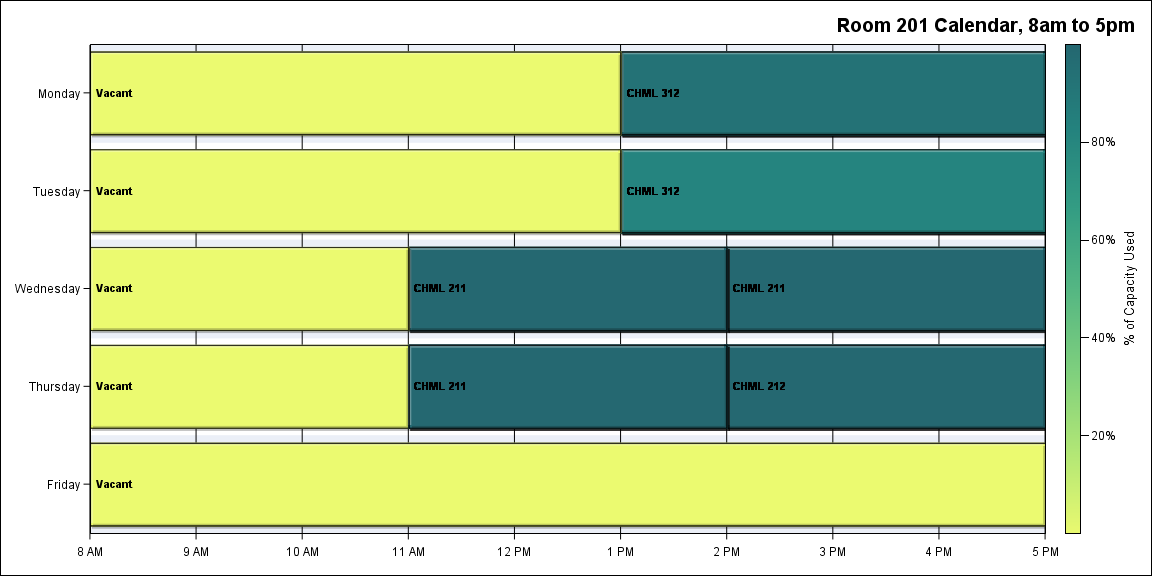 Room 201 Calendar, 8am to 5pm
Monday
Vacant
CHML 312
Tuesday
Vacant
CHML 312
Wednesday
Vacant
CHML 211
CHML 211
Thursday
Vacant
CHML 211
CHML 212
Friday
Vacant
8 AM
9 AM
10 AM
11 AM
12 PM
1 PM
2 PM
3 PM
4 PM
5 PM
80%
60%
40%
20%
% of Capacity Used